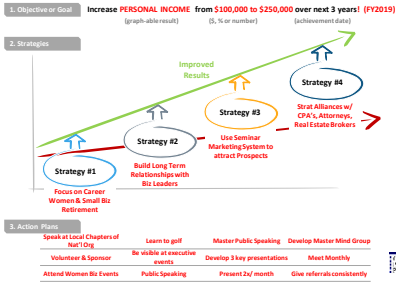 1. Objective or Goal
Increase PERSONAL INCOME from $100,000 to $250,000 over next 3 years! (FY2019)
(graph-able result) ($, % or number) (achievement date)
2. Strategies
Improved
Results
Strategy #4
Strat Alliances w/
CPA's, Attorneys,
Real Estate Brokers
Strategy #3
Use Seminar
Marketing System to
attract Prospects
Strategy #2
Build Long Term
Relationships with
Biz Leaders
Strategy #1
Focus on Career
Women & Small Biz
Retirement
3. Action Plans
Speak at Local Chapters of
Nat'l Org
Learn to golf
Master Public Speaking
Develop Master Mind Group
Volunteer & Sponsor
Be visible at executive
events
Develop 3 key presentations
Meet Monthly
Attend Women Biz Events
Public Speaking
Present 2x/ month
Give referrals consistently